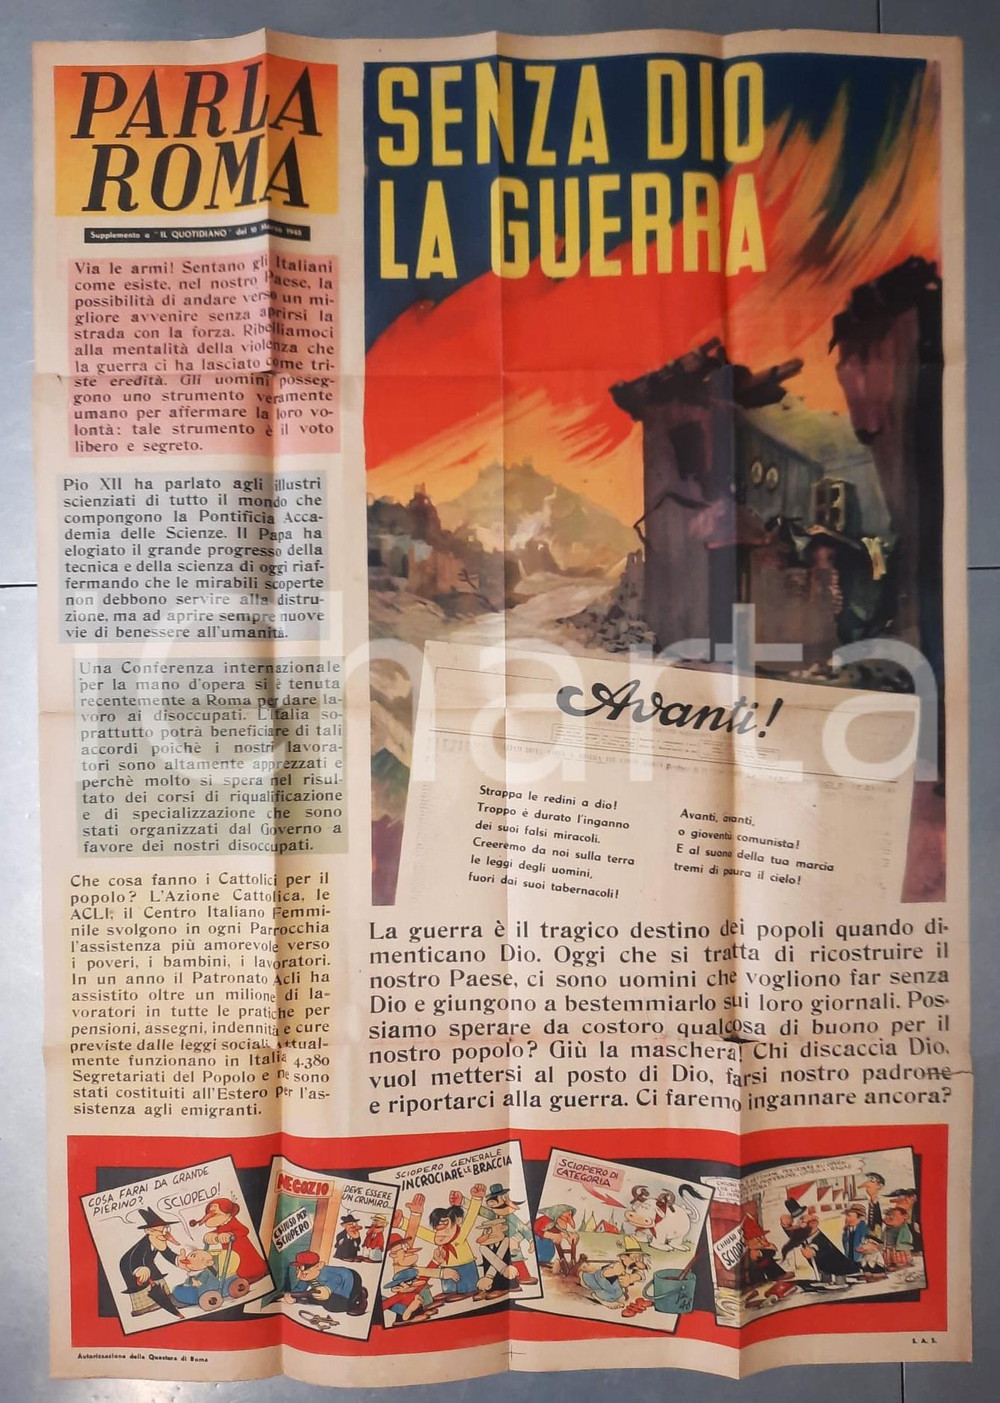 PARLA
ROMA
Supplemento a "IL QUOTIDIANO" del 10 Marzo 1948
Via le armi! Sentano gli Italiani
come esiste, nel nostro Paese, la
possibilità di andare verso un mi-
gliore avvenire senza aprirsi la
strada con la forza. Ribelliamoci
alla mentalità della violenza che
la guerra ci ha lasciato come tri-
ste eredità. Gli uomini posseg-
gono uno strumento veramente
umano per affermare la loro vo-
lontà: tale strumento è il voto
libero e segreto.
Pio XII ha parlato agli illustri
scienziati di tutto il mondo che
compongono la Pontificia Acca-
demia delle Scienze. Il Papa ha
elogiato il grande progresso della
tecnica e della scienza di oggi riaf-
fermando che le mirabili scoperte
non debbono servire alla distru-
zione, ma ad aprire sempre nuove
vie di benessere all'umanità.
Una Conferenza internazionale
per la mano d'opera si è tenuta
recentemente a Roma per dare la-
voro ai disoccupati. L'Italia so-
prattutto potrà beneficiare di tali
accordi poichè i nostri lavora-
tori sono altamente apprezzati e
perchè molto si spera nel risul-
tato dei corsi di riqualificazione
e di specializzazione che sono
stati organizzati dal Governo a
favore dei nostri disoccupati.
Che cosa fanno i Cattolici per il
popolo? L'Azione Cattolica, le
ACLI, il Centro Italiano Femmi-
nile svolgono in ogni Parrocchia
l'assistenza più amorevole verso
i poveri, i bambini, i lavoratori.
In un anno il Patronato Acli ha
assistito oltre un milione di la-
voratori in tutte le pratiche per
pensioni, assegni, indennità e cure
previste dalle leggi sociali. Attual-
mente funzionano in Italia 4.380
Segretariati del Popolo e ne sono
stati costituiti all'Estero per l'as-
sistenza agli emigranti.
SENZA DIO
LA GUERRA
Avanti!
Strappa le redini a dio!
Troppo è durato l'inganno
dei suoi falsi miracoli.
Creeremo da noi sulla terra
le leggi degli uomini,
fuori dai suoi tabernacoli!
Avanti, avanti,
o gioventù comunista!
E al suono della tua marcia
tremi di paura il cielo!
La guerra è il tragico destino dei popoli quando di-
menticano Dio. Oggi che si tratta di ricostruire il
nostro Paese, ci sono uomini che vogliono far senza
Dio e giungono a bestemmiarlo sui loro giornali. Pos-
siamo sperare da costoro qualcosa di buono per il
nostro popolo? Giù la maschera! Chi discaccia Dio,
vuol mettersi al posto di Dio, farsi nostro padrone
e riportarci alla guerra. Ci faremo ingannare ancora?
COSA FARAI DA GRANDE
PIERINO?
SCIOPELO!
NEGOZIO
CHIUSO PER
SCIOPERO
DEVE ESSERE
UN CRUMIRO...
SCIOPERO GENERALE
INCROCIARE LE BRACCIA
SCIOPERO DI
CATEGORIA
CHIUSO PER
SCIOPERO
Autorizzazione della Questura di Roma
S. A. S.
iCharta